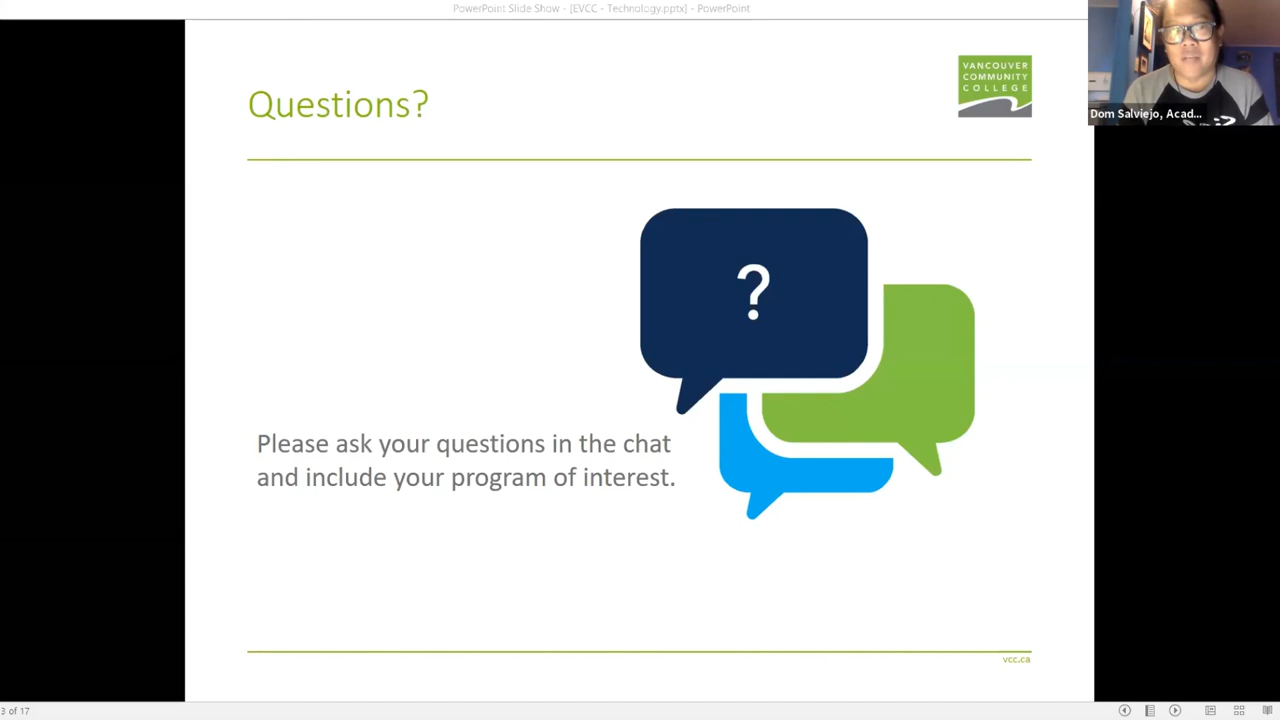 PowerPoint Slide Show - [EVCC - Technology.pptx] - PowerPoint
Questions?
VANCOUVER
COMMUNITY
COLLEGE
Dom Salviejo, Acad...
?
Please ask your questions in the chat
and include your program of interest.
vcc.ca
3 of 17